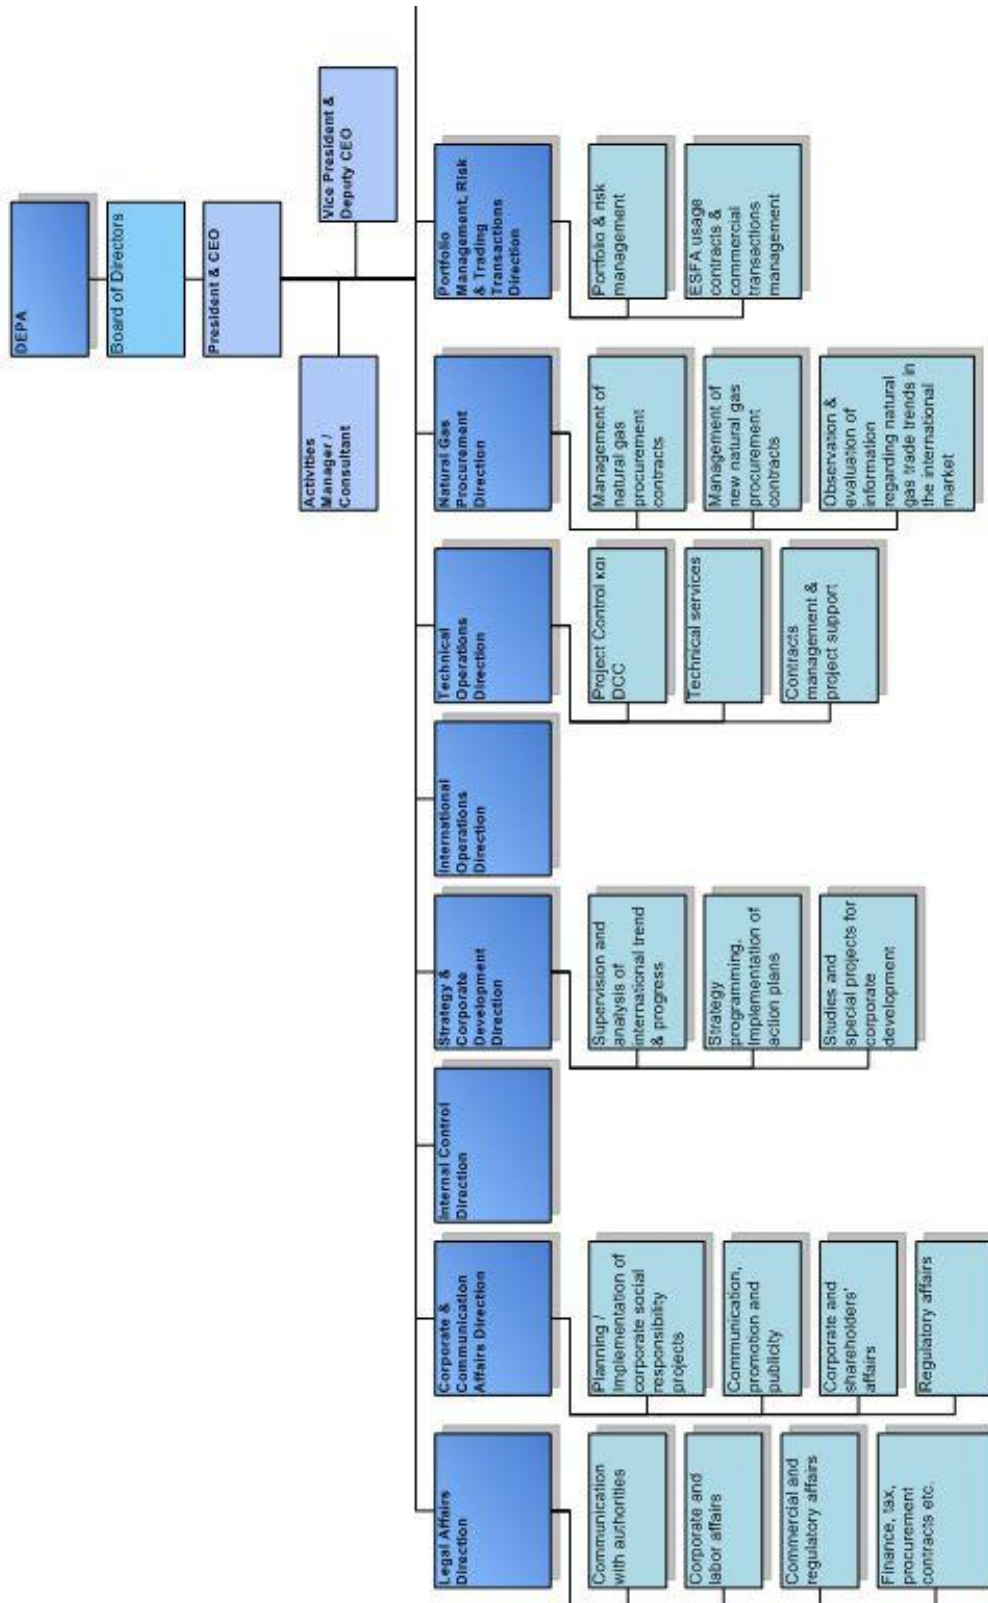 DEPA
Board of Directors
President & CEO
Activities
Manager /
Consultant
Vice President &
Deputy CEO
Legal Affairs
Direction
Communication
with authorities
Corporate and
labor affairs
Commercial and
regulatory affairs
Finance, tax,
procurement
contracts etc.
Corporate &
Communication
Affairs Direction
Planning /
Implementation of
corporate social
responsibility
projects
Communication,
promotion and
publicity
Corporate and
shareholders'
affairs
Regulatory affairs
Internal Control
Direction
Strategy &
Corporate
Development
Direction
Supervision and
analysis of
international trend
& progress
Strategy
programming,
Implementation of
action plans
Studies and
special projects for
corporate
development
International
Operations
Direction
Technical
Operations
Direction
Project Control και
DCC
Technical services
Contracts
management &
project support
Natural Gas
Procurement
Direction
Management of
natural gas
procurement
contracts
Management of
new natural gas
procurement
contracts
Observation &
evaluation of
information
regarding natural
gas trade trends in
the international
market
Portfolio
Management, Risk
& Trading
Transactions
Direction
Portfolio & risk
management
ESFA usage
contracts &
commercial
transactions
management